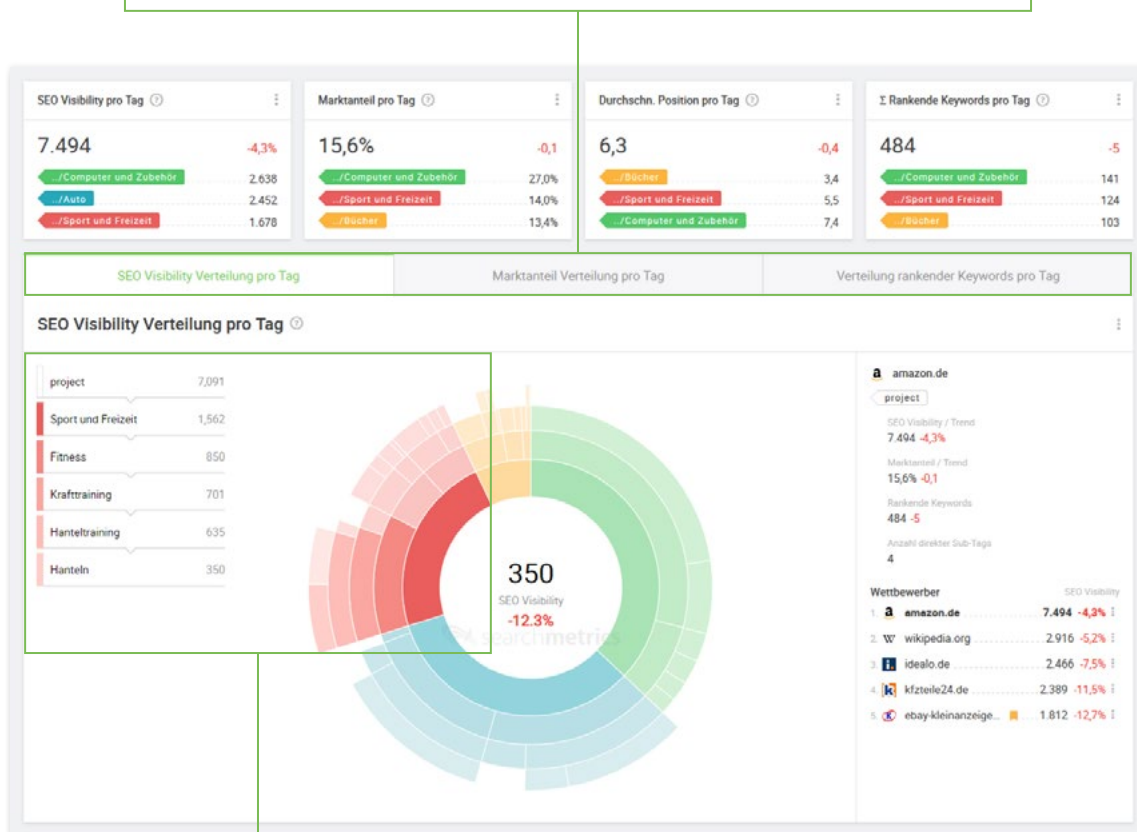 SEO Visibility pro Tag
7.494 -4,3%
.../Computer und Zubehör 2.638
.../Auto 2.452
.../Sport und Freizeit 1.678
Marktanteil pro Tag
15,6% -0,1
.../Computer und Zubehör 27,0%
.../Sport und Freizeit 14,0%
.../Bücher 13,4%
Durchschn. Position pro Tag
6,3 -0,4
.../Bücher 3,4
.../Sport und Freizeit 5,5
.../Computer und Zubehör 7,4
Σ Rankende Keywords pro Tag
484 -5
.../Computer und Zubehör 141
.../Sport und Freizeit 124
.../Bücher 103
SEO Visibility Verteilung pro Tag
Marktanteil Verteilung pro Tag
Verteilung rankender Keywords pro Tag
SEO Visibility Verteilung pro Tag
project 7,091
Sport und Freizeit 1,562
Fitness 850
Krafttraining 701
Hanteltraining 635
Hanteln 350
350
SEO Visibility
-12.3%
searchmetrics
a amazon.de
project
SEO Visibility / Trend
7.494 -4,3%
Marktanteil / Trend
15,6% -0,1
Rankende Keywords
484 -5
Anzahl direkter Sub-Tags
4
Wettbewerber SEO Visibility
1. a amazon.de 7.494 -4,3%
2. W wikipedia.org 2.916 -5,2%
3. i. idealo.de 2.466 -7,5%
4. k kfzteile24.de 2.389 -11,5%
5. K ebay-kleinanzeige... 1.812 -12,7%